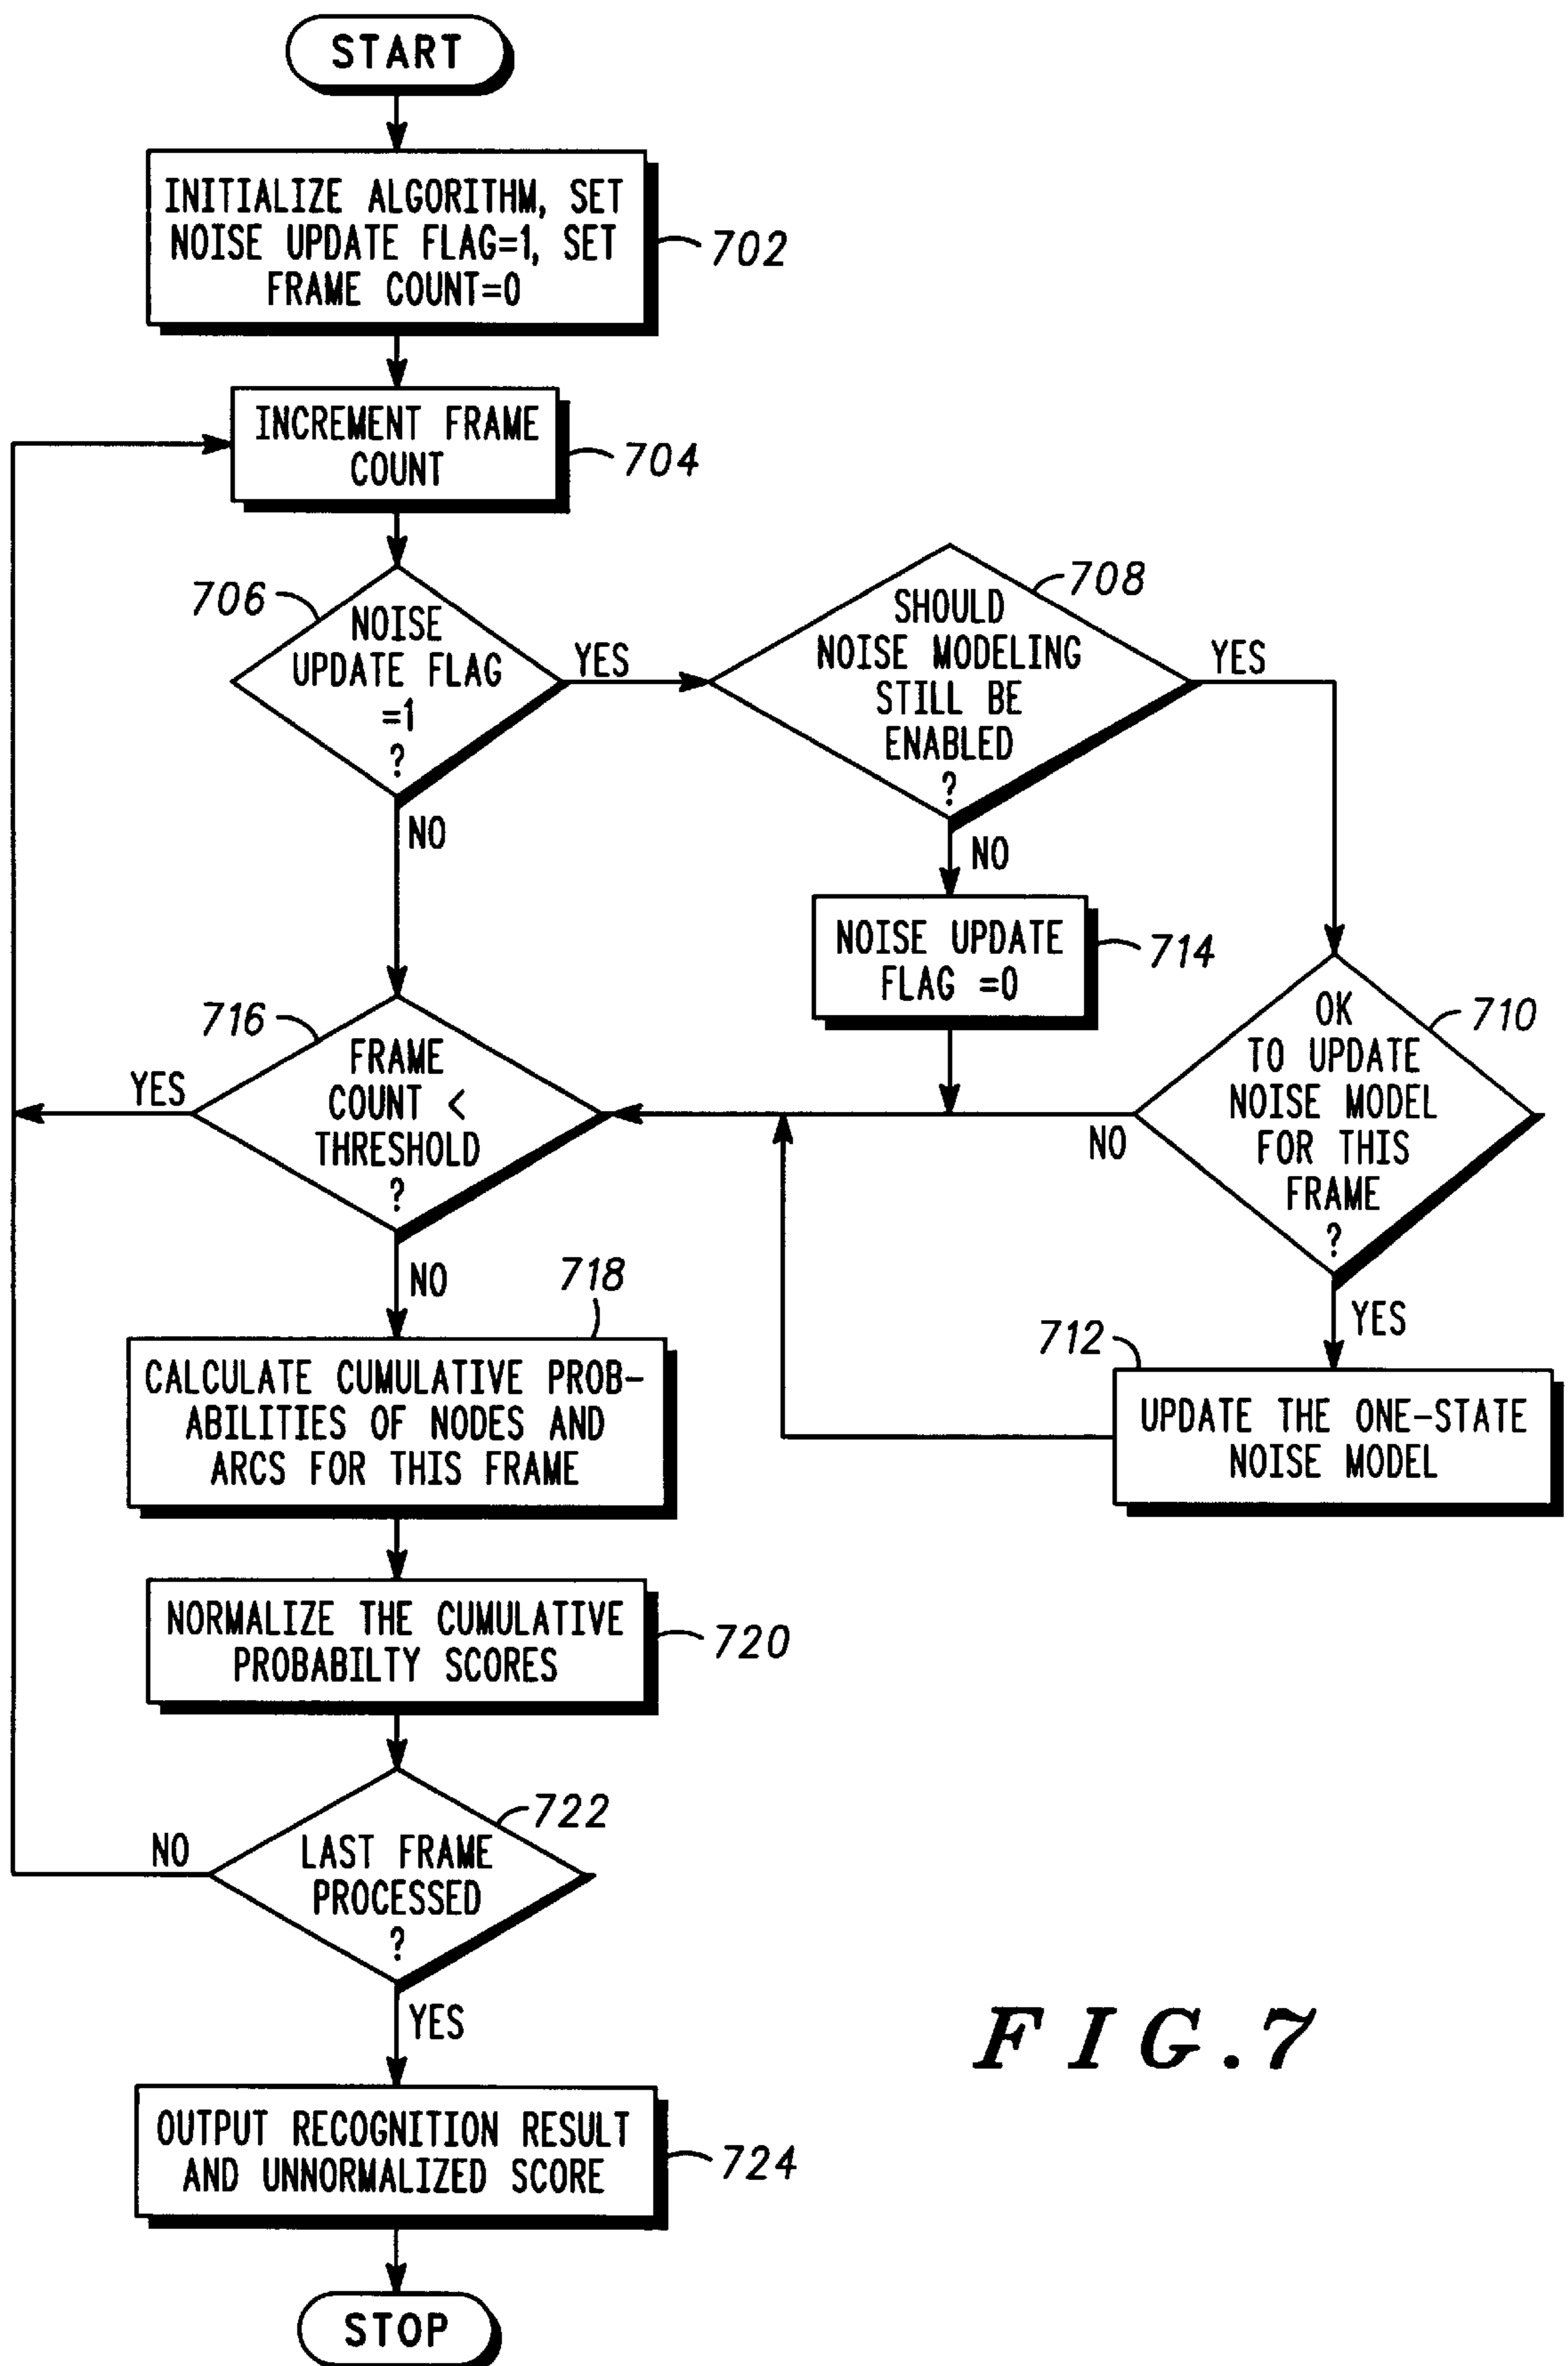 START
INITIALIZE ALGORITHM, SET
NOISE UPDATE FLAG=1, SET
FRAME COUNT=0
702
INCREMENT FRAME
COUNT
704
706
NOISE
UPDATE FLAG
=1
?
YES
NO
708
SHOULD
NOISE MODELING
STILL BE
ENABLED
?
YES
NO
NOISE UPDATE
FLAG =0
714
710
OK
TO UPDATE
NOISE MODEL
FOR THIS
FRAME
?
NO
YES
712
UPDATE THE ONE-STATE
NOISE MODEL
716
FRAME
COUNT <
THRESHOLD
?
YES
NO
718
CALCULATE CUMULATIVE PROB-
ABILITIES OF NODES AND
ARCS FOR THIS FRAME
NORMALIZE THE CUMULATIVE
PROBABILTY SCORES
720
722
LAST FRAME
PROCESSED
?
NO
YES
OUTPUT RECOGNITION RESULT
AND UNNORMALIZED SCORE
724
STOP
FIG.7